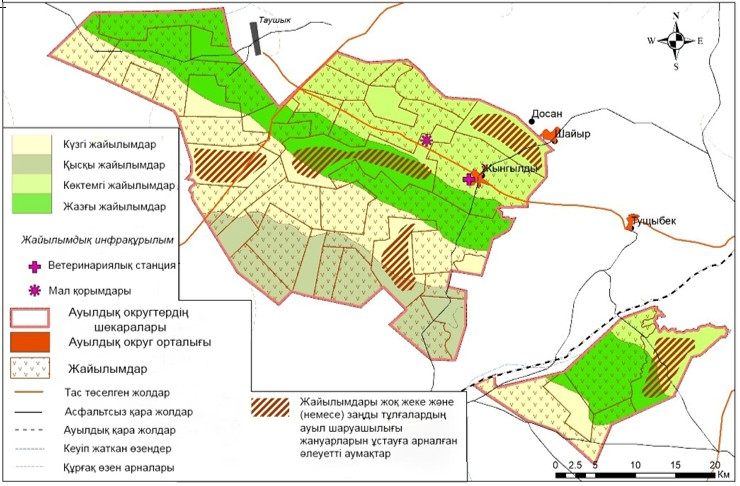 Таушык
N
W E
S
Досан
Шайыр
Жынгылды
Тущыбек
Күзгі жайылымдар
Қысқы жайылымдар
Көктемгі жайылымдар
Жазғы жайылымдар
Жайылымдық инфрақұрылым
Ветеринариялық станция
Мал қорымдары
Ауылдық округтердің
шекаралары
Ауылдық округ орталығы
Жайылымдар
Тас төселген жолдар
Асфальтсыз қара жолдар
Ауылдық қара жолдар
Кеуіп жаткан өзендер
Құрғақ өзен арналары
Жайылымдары жоқ жеке және
(немесе) заңды тұлғалардың
ауыл шаруашылығы
жануарларын ұстауға арналған
әлеуетті аумақтар
0 2.5 5 10 15 20
Км